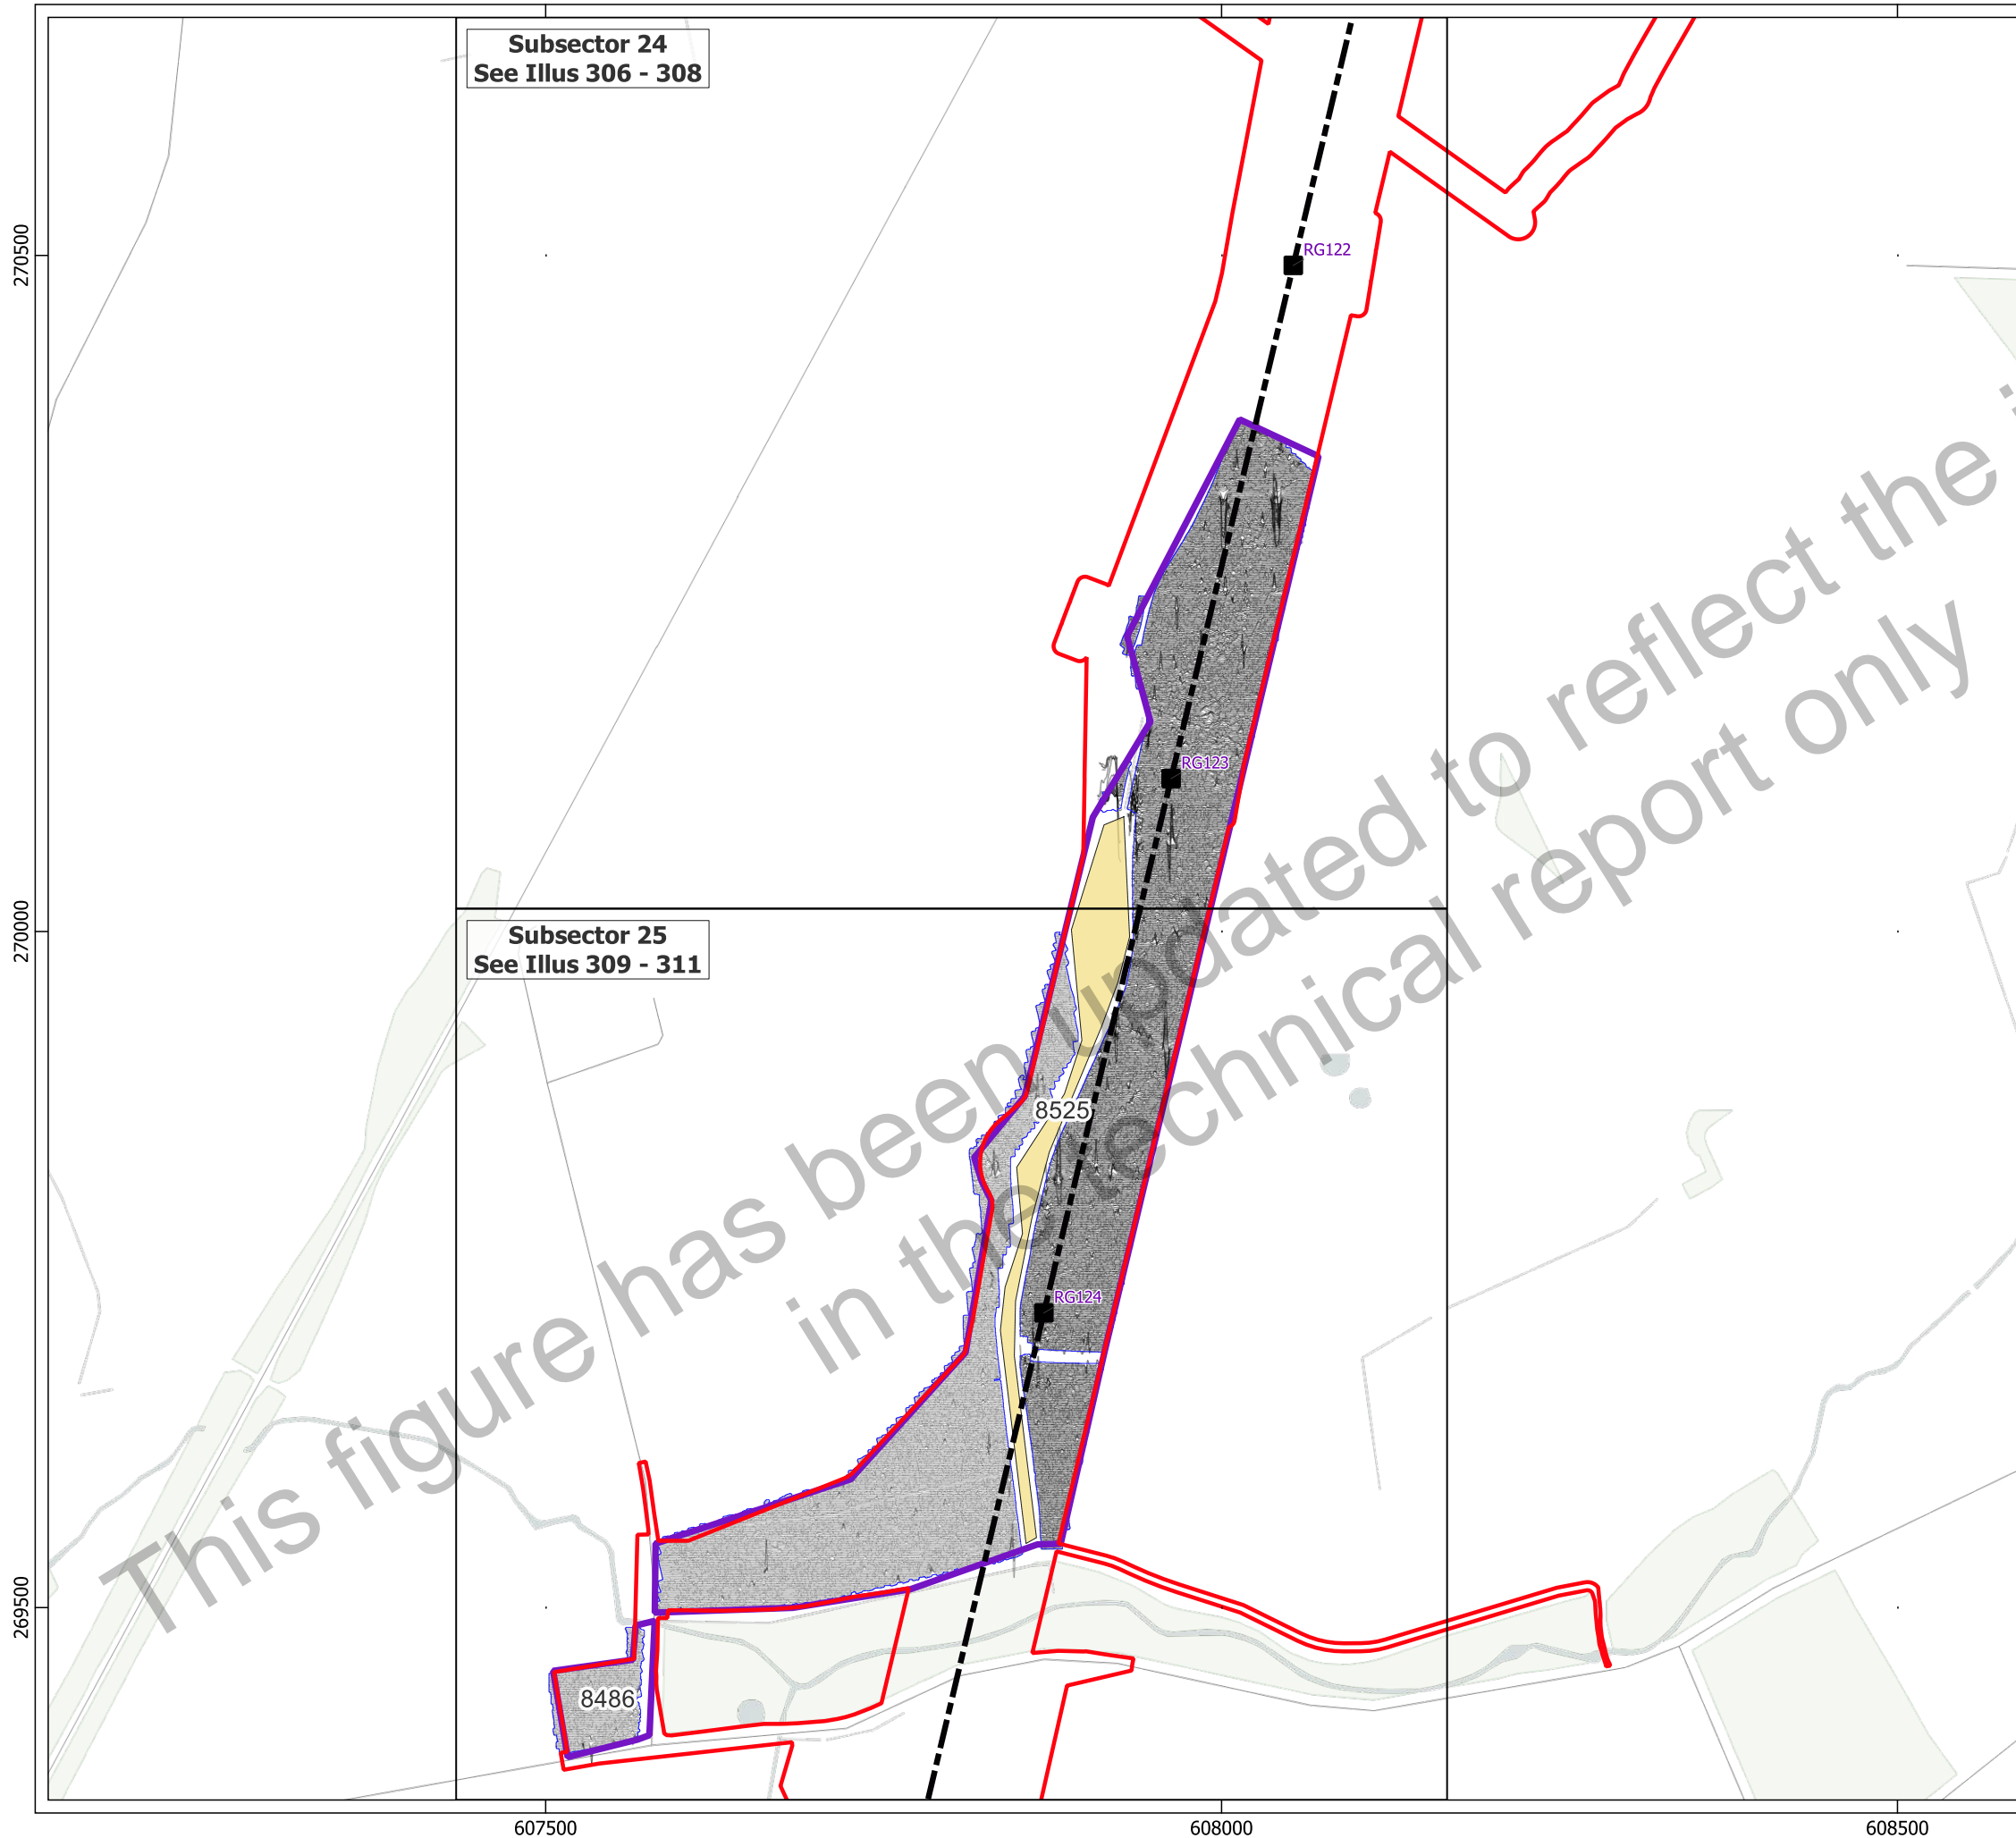 Subsector 24
See Illus 306 - 308
RG122
270500
RG123
270000
Subsector 25
See Illus 309 - 311
8525
RG124
269500
8486
607500
608000
608500
This figure has been updated to reflect the
in the technical report only